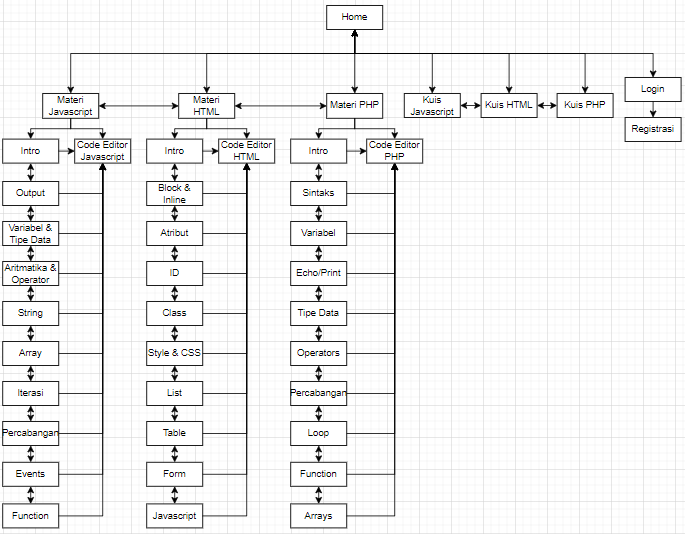 Home
Materi
Javascript
Materi
HTML
Materi PHP
Kuis
Javascript
Kuis HTML
Kuis PHP
Login
Registrasi
Intro
Code Editor
Javascript
Output
Variabel &
Tipe Data
Aritmatika &
Operator
String
Array
Iterasi
Percabangan
Events
Function
Intro
Code Editor
HTML
Block &
Inline
Atribut
ID
Class
Style & CSS
List
Table
Form
Javascript
Intro
Code Editor
PHP
Sintaks
Variabel
Echo/Print
Tipe Data
Operators
Percabangan
Loop
Function
Arrays